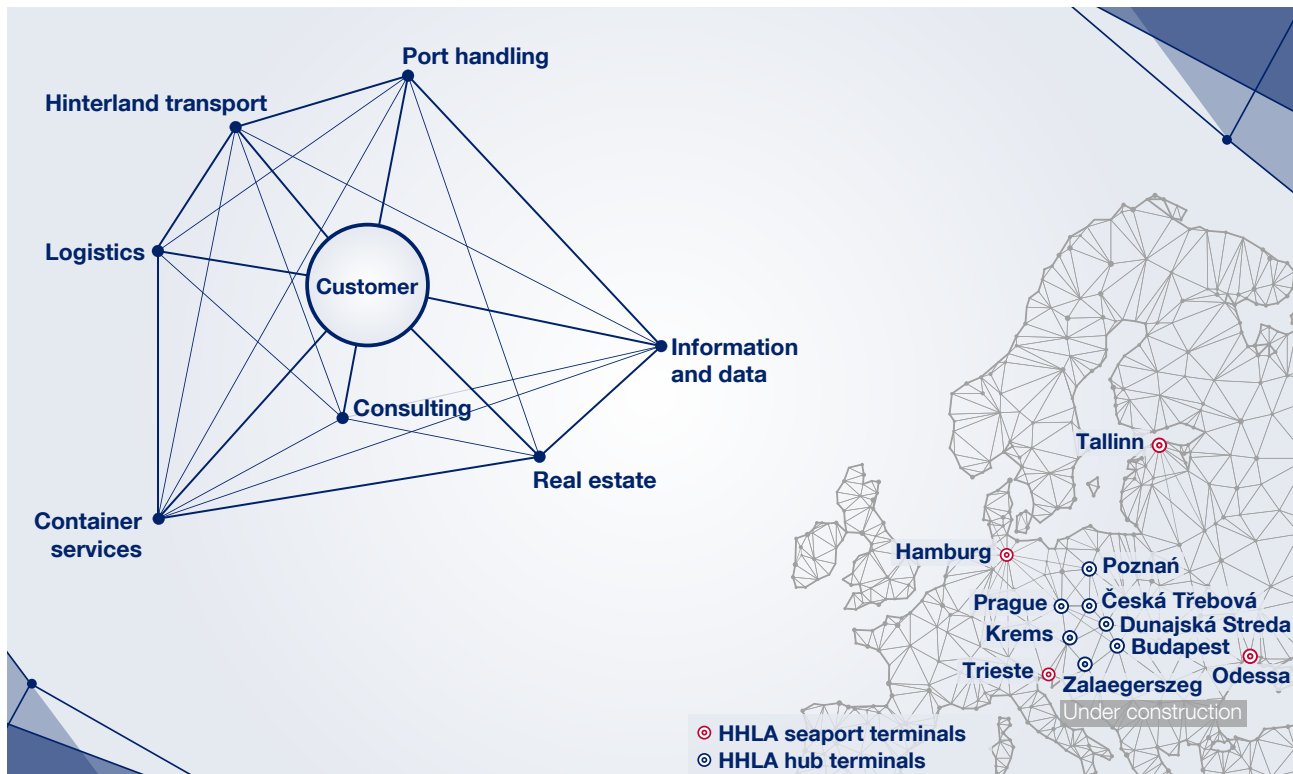 Port handling
Hinterland transport
Logistics
Customer
Information
and data
Consulting
Real estate
Container
services
Tallinn
Hamburg
Poznań
Prague
Česká Třebová
Dunajská Streda
Krems
Budapest
Trieste
Zalaegerszeg
Odessa
Under construction
HHLA seaport terminals
HHLA hub terminals